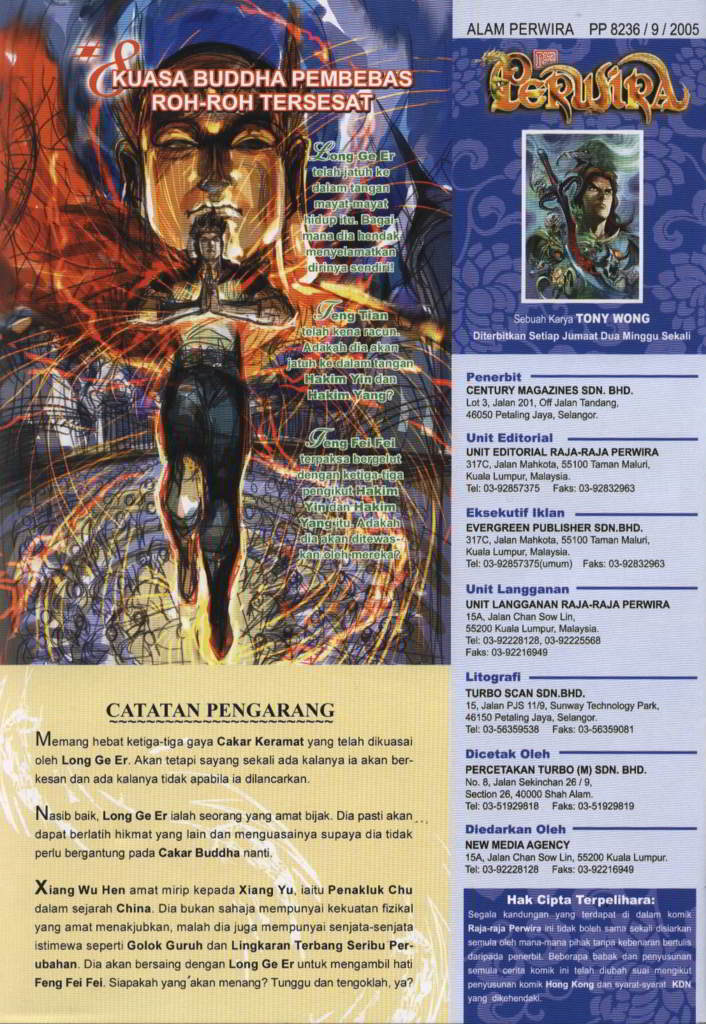 ALAM PERWIRA PP 8236 / 9 / 2005
KUASA BUDDHA PEMBEBAS
ROH-ROH TERSESAT
Long Ge Er
telah jatuh ke
dalam tangan
mayat-mayat
hidup itu. Bagai-
mana dia hendak
menyelamatkan
dirinya sendiri!
Teng Tian
telah kena racun.
Adakah dia akan
jatuh ke dalam tangan
Hakim Yin dan
Hakim Yang?
Feng Fei Fei
terpaksa bergelut
dengan ketiga-tiga
pengikut Hakim
Yin dan Hakim
Yang itu. Adakah
dia akan ditewas-
kan oleh mereka?
CATATAN PENGARANG
Memang hebat ketiga-tiga gaya Cakar Keramat yang telah dikuasai
oleh Long Ge Er. Akan tetapi sayang sekali ada kalanya ia akan ber-
kesan dan ada kalanya tidak apabila ia dilancarkan.
Nasib baik, Long Ge Er ialah seorang yang amat bijak. Dia pasti akan
dapat berlatih hikmat yang lain dan menguasainya supaya dia tidak
perlu bergantung pada Cakar Buddha nanti.
Xiang Wu Hen amat mirip kepada Xiang Yu, iaitu Penakluk Chu
dalam sejarah China. Dia bukan sahaja mempunyai kekuatan fizikal
yang amat menakjubkan, malah dia juga mempunyai senjata-senjata
istimewa seperti Golok Guruh dan Lingkaran Terbang Seribu Per-
ubahan. Dia akan bersaing dengan Long Ge Er untuk mengambil hati
Feng Fei Fei. Siapakah yang akan menang? Tunggu dan tengoklah, ya?
PERWIRA
Sebuah Karya TONY WONG
Diterbitkan Setiap Jumaat Dua Minggu Sekali
Penerbit
CENTURY MAGAZINES SDN. BHD.
Lot 3, Jalan 201, Off Jalan Tandang,
46050 Petaling Jaya, Selangor.
Unit Editorial
UNIT EDITORIAL RAJA-RAJA PERWIRA
317C, Jalan Mahkota, 55100 Taman Maluri,
Kuala Lumpur, Malaysia.
Tel: 03-92857375 Faks: 03-92832963
Eksekutif Iklan
EVERGREEN PUBLISHER SDN.BHD.
317C, Jalan Mahkota, 55100 Taman Maluri,
Kuala Lumpur, Malaysia.
Tel: 03-92857375(umum) Faks: 03-92832963
Unit Langganan
UNIT LANGGANAN RAJA-RAJA PERWIRA
15A, Jalan Chan Sow Lin,
55200 Kuala Lumpur, Malaysia.
Tel: 03-92228128, 03-92225568
Faks: 03-92216949
Litografi
TURBO SCAN SDN.BHD.
15, Jalan PJS 11/9, Sunway Technology Park,
46150 Petaling Jaya, Selangor.
Tel: 03-56359538 Faks: 03-56359081
Dicetak Oleh
PERCETAKAN TURBO (M) SDN. BHD.
No. 8, Jalan Sekinchan 26 / 9,
Section 26, 40000 Shah Alam.
Tel: 03-51929818 Faks: 03-51929819
Diedarkan Oleh
NEW MEDIA AGENCY
15A, Jalan Chan Sow Lin, 55200 Kuala Lumpur.
Tel: 03-92228128 Faks: 03-92216949
Hak Cipta Terpelihara:
Segala kandungan yang terdapat di dalam komik
Raja-raja Perwira ini tidak boleh sama sekali disiarkan
semula oleh mana-mana pihak tanpa kebenaran bertulis
daripada penerbit. Beberapa babak dan penyusunan
semula cerita komik ini telah diubah suai mengikut
penyusunan komik Hong Kong dan syarat-syarat KDN
yang dikehendaki.